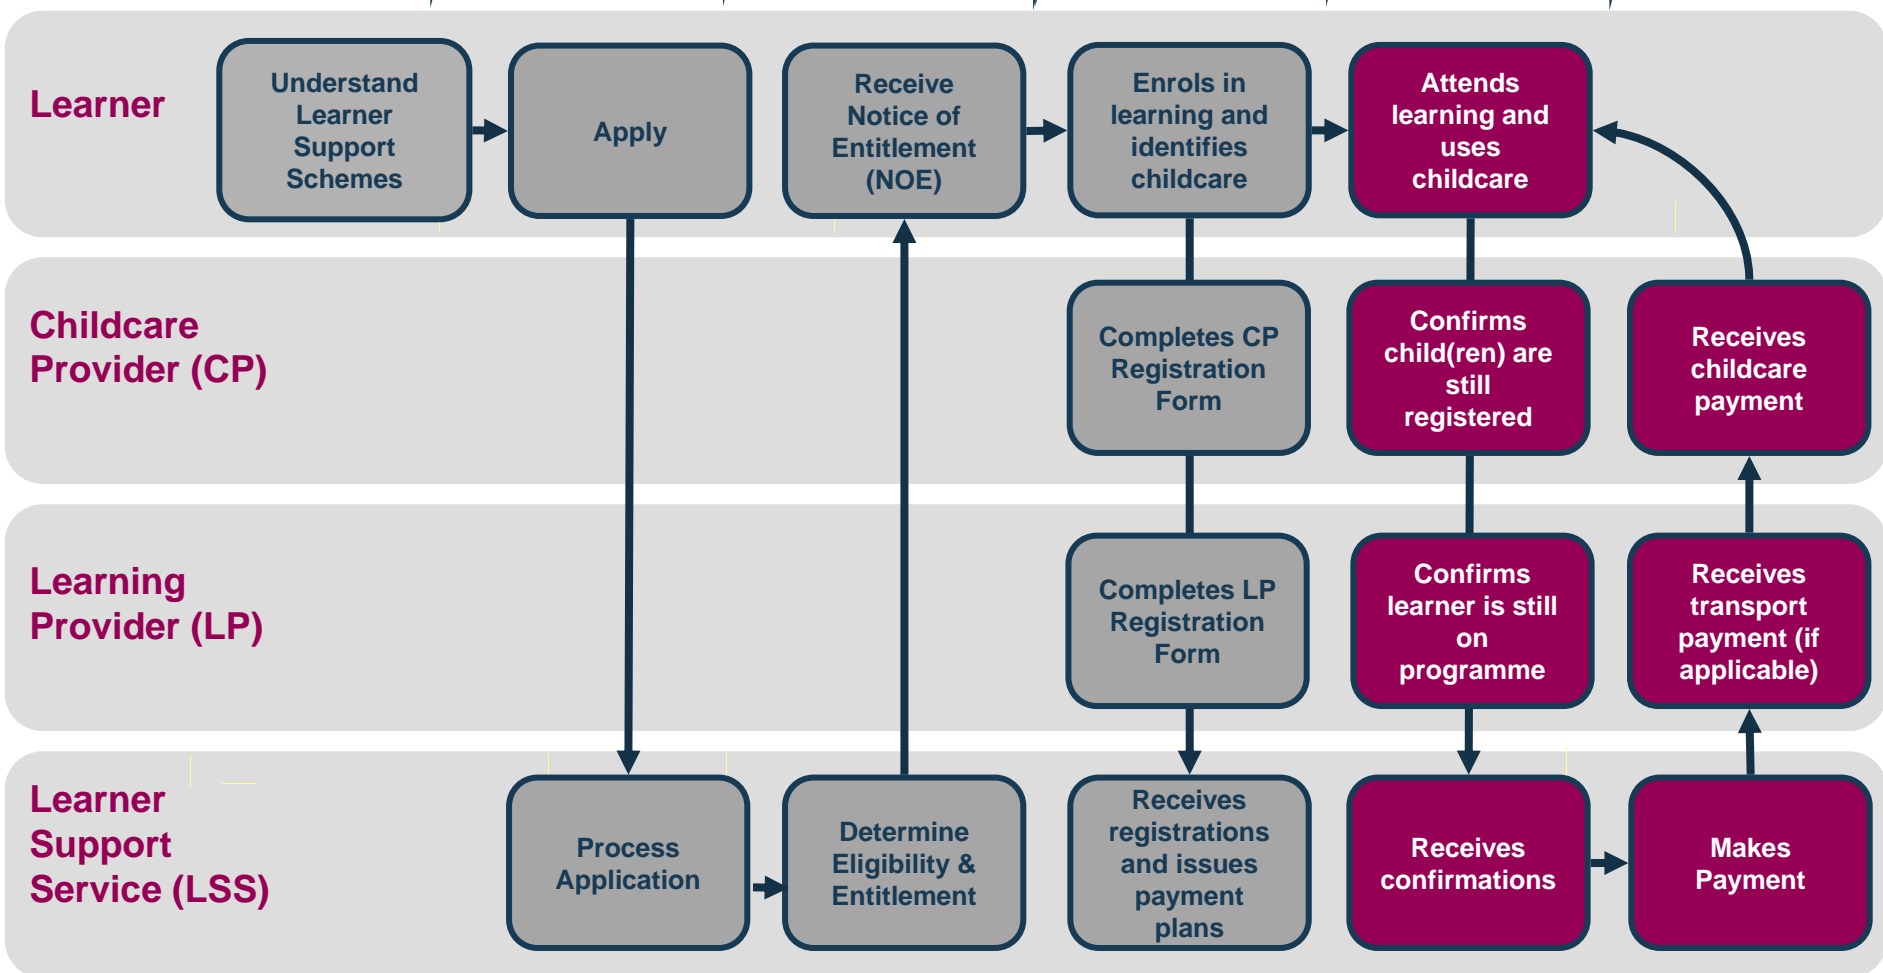 Learner
Understand
Learner
Support
Schemes
Apply
Receive
Notice of
Entitlement
(NOE)
Enrols in
learning and
identifies
childcare
Attends
learning and
uses
childcare
Childcare
Provider (CP)
Completes CP
Registration
Form
Confirms
child(ren) are
still
registered
Receives
childcare
payment
Learning
Provider (LP)
Completes LP
Registration
Form
Confirms
learner is still
on
programme
Receives
transport
payment (if
applicable)
Learner
Support
Service (LSS)
Process
Application
Determine
Eligibility &
Entitlement
Receives
registrations
and issues
payment
plans
Receives
confirmations
Makes
Payment